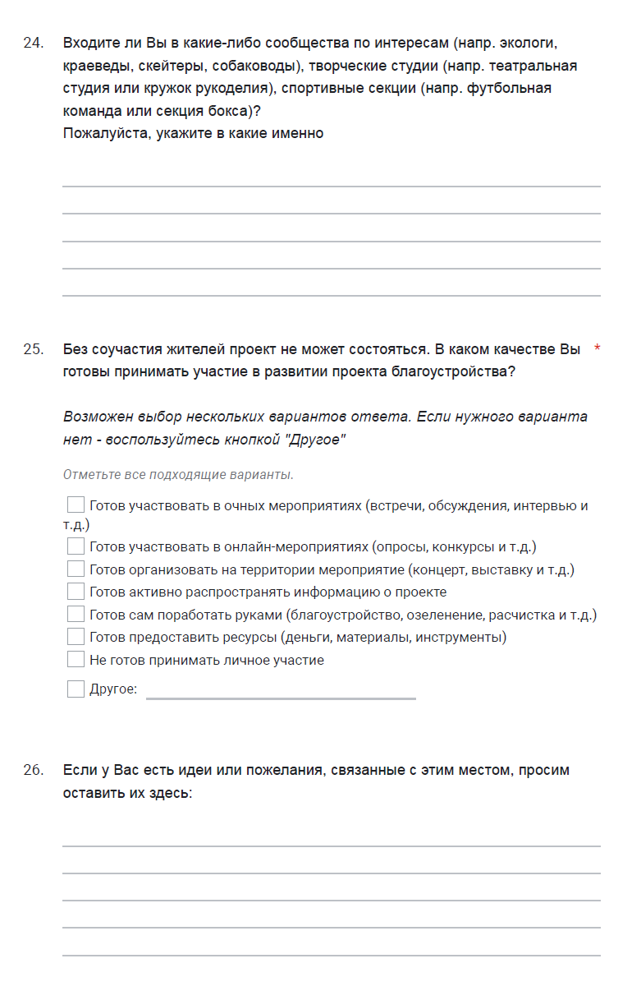 24. Входите ли Вы в какие-либо сообщества по интересам (напр. экологи,
краеведы, скейтеры, собаководы), творческие студии (напр. театральная
студия или кружок рукоделия), спортивные секции (напр. футбольная
команда или секция бокса)?
Пожалуйста, укажите в какие именно
25. Без соучастия жителей проект не может состояться. В каком качестве Вы *
готовы принимать участие в развитии проекта благоустройства?
Возможен выбор нескольких вариантов ответа. Если нужного варианта
нет - воспользуйтесь кнопкой "Другое"
Отметьте все подходящие варианты.
Готов участвовать в очных мероприятиях (встречи, обсуждения, интервью и
т.д.)
Готов участвовать в онлайн-мероприятиях (опросы, конкурсы и т.д.)
Готов организовать на территории мероприятие (концерт, выставку и т.д.)
Готов активно распространять информацию о проекте
Готов сам поработать руками (благоустройство, озеленение, расчистка и т.д.)
Готов предоставить ресурсы (деньги, материалы, инструменты)
Не готов принимать личное участие
Другое:
26. Если у Вас есть идеи или пожелания, связанные с этим местом, просим
оставить их здесь: